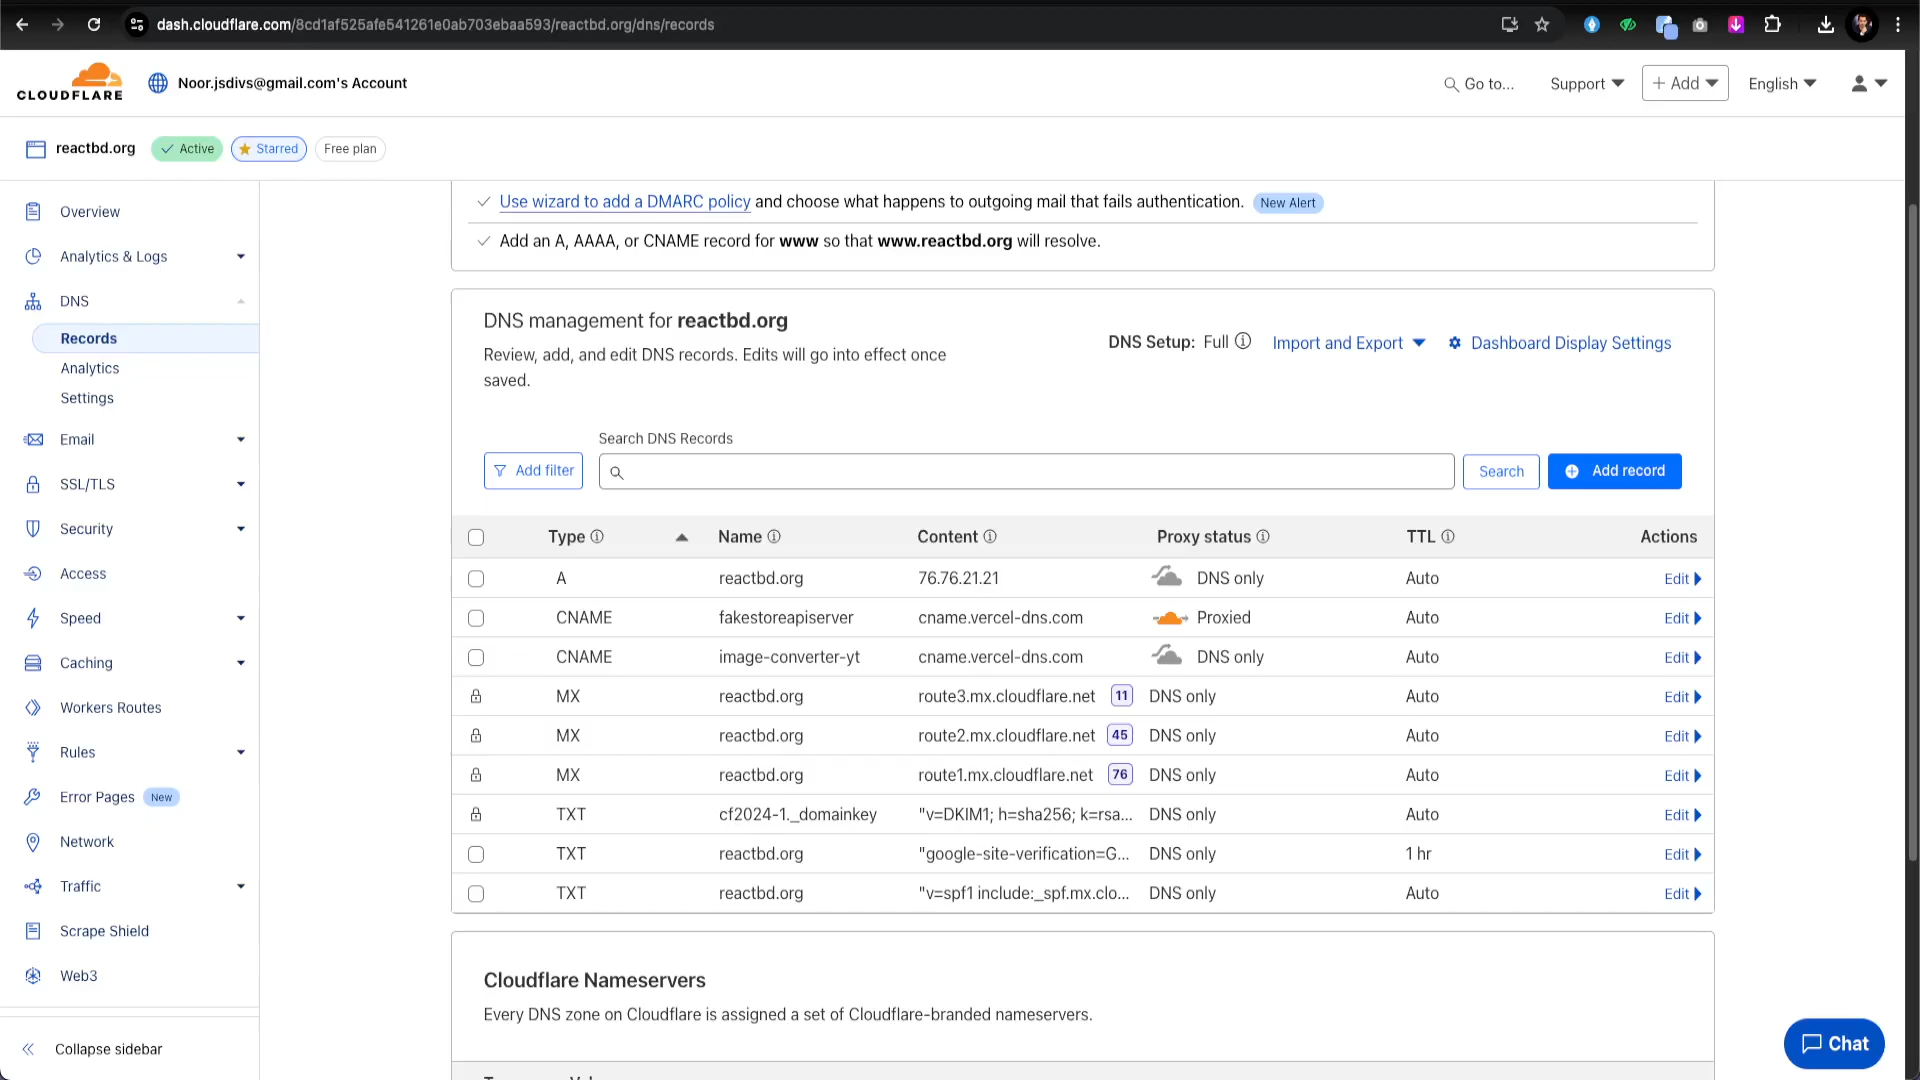 dash.cloudflare.com/8cd1af525afe541261e0ab703ebaa593/reactbd.org/dns/records
CLOUDFLARE
Noor.jsdivs@gmail.com's Account
Go to...
Support
+ Add
English
reactbd.org
Active
Starred
Free plan
Overview
Analytics & Logs
DNS
Records
Analytics
Settings
Email
SSL/TLS
Security
Access
Speed
Caching
Workers Routes
Rules
Error Pages New
Network
Traffic
Scrape Shield
Web3
Collapse sidebar
Use wizard to add a DMARC policy and choose what happens to outgoing mail that fails authentication. New Alert
Add an A, AAAA, or CNAME record for www so that www.reactbd.org will resolve.
DNS management for reactbd.org
Review, add, and edit DNS records. Edits will go into effect once
saved.
DNS Setup: Full
Import and Export
Dashboard Display Settings
Search DNS Records
Add filter
Search
Add record
Type Name Content Proxy status TTL Actions
A reactbd.org 76.76.21.21 DNS only Auto Edit
CNAME fakestoreapiserver cname.vercel-dns.com Proxied Auto Edit
CNAME image-converter-yt cname.vercel-dns.com DNS only Auto Edit
MX reactbd.org route3.mx.cloudflare.net 11 DNS only Auto Edit
MX reactbd.org route2.mx.cloudflare.net 45 DNS only Auto Edit
MX reactbd.org route1.mx.cloudflare.net 76 DNS only Auto Edit
TXT cf2024-1._domainkey "v=DKIM1; h=sha256; k=rsa... DNS only Auto Edit
TXT reactbd.org "google-site-verification=G... DNS only 1 hr Edit
TXT reactbd.org "v=spf1 include:_spf.mx.clo... DNS only Auto Edit
Cloudflare Nameservers
Every DNS zone on Cloudflare is assigned a set of Cloudflare-branded nameservers.
Chat